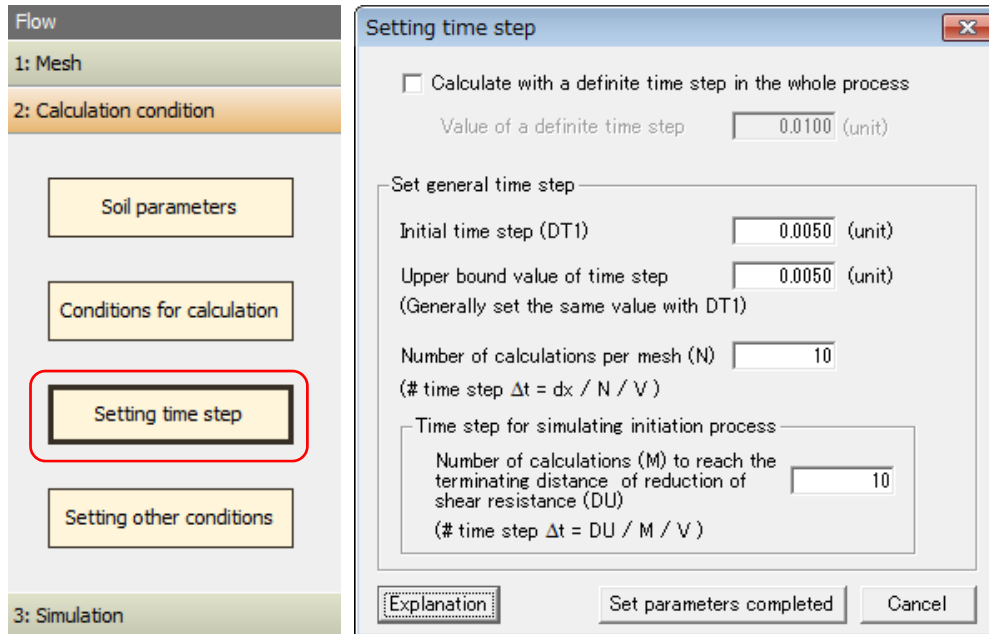 Flow
1: Mesh
2: Calculation condition
Soil parameters
Conditions for calculation
Setting time step
Setting other conditions
3: Simulation
Setting time step
Calculate with a definite time step in the whole process
Value of a definite time step 0.0100 (unit)
Set general time step
Initial time step (DT1) 0.0050 (unit)
Upper bound value of time step 0.0050 (unit)
(Generally set the same value with DT1)
Number of calculations per mesh (N) 10
(# time step Δt = dx / N / V )
Time step for simulating initiation process
Number of calculations (M) to reach the
terminating distance of reduction of 10
shear resistance (DU)
(# time step Δt = DU / M / V )
Explanation Set parameters completed Cancel